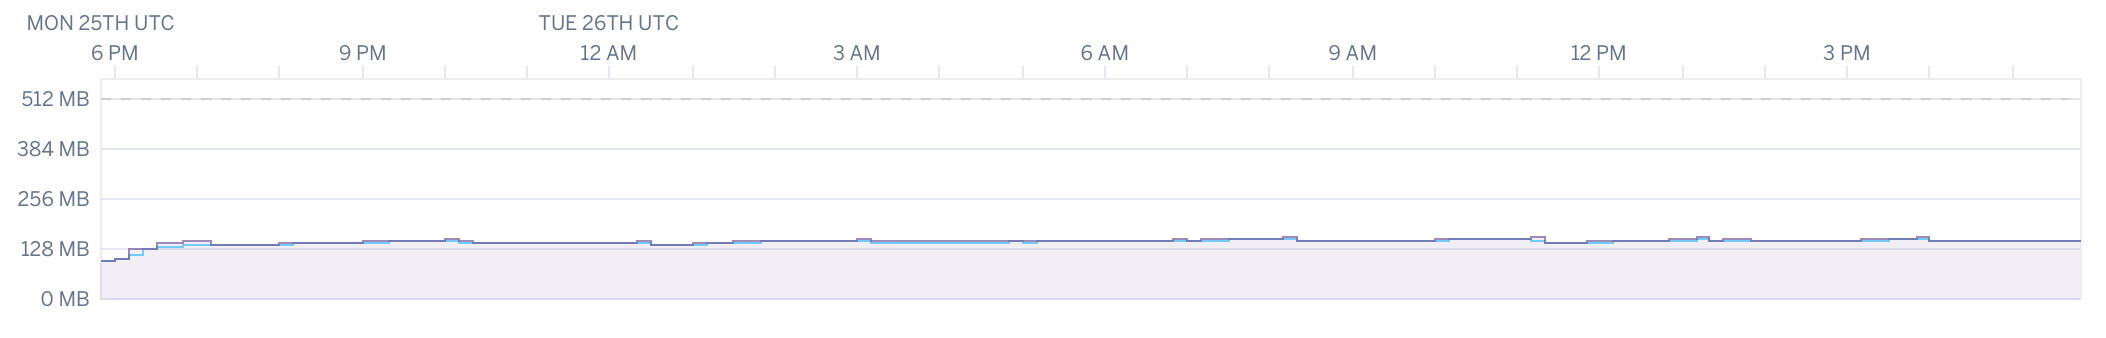 MON 25TH UTC TUE 26TH UTC
6 PM 9 PM 12 AM 3 AM 6 AM 9 AM 12 PM 3 PM
512 MB
384 MB
256 MB
128 MB
0 MB